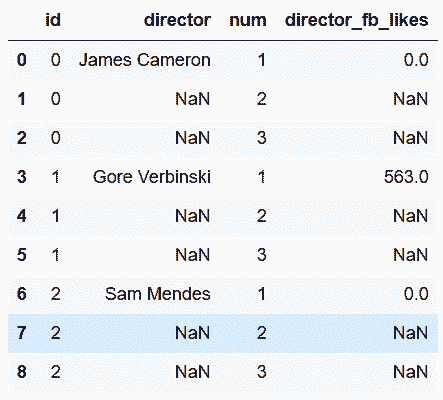 id director num director_fb_likes
0 0 James Cameron 1 0.0
1 0 NaN 2 NaN
2 0 NaN 3 NaN
3 1 Gore Verbinski 1 563.0
4 1 NaN 2 NaN
5 1 NaN 3 NaN
6 2 Sam Mendes 1 0.0
7 2 NaN 2 NaN
8 2 NaN 3 NaN